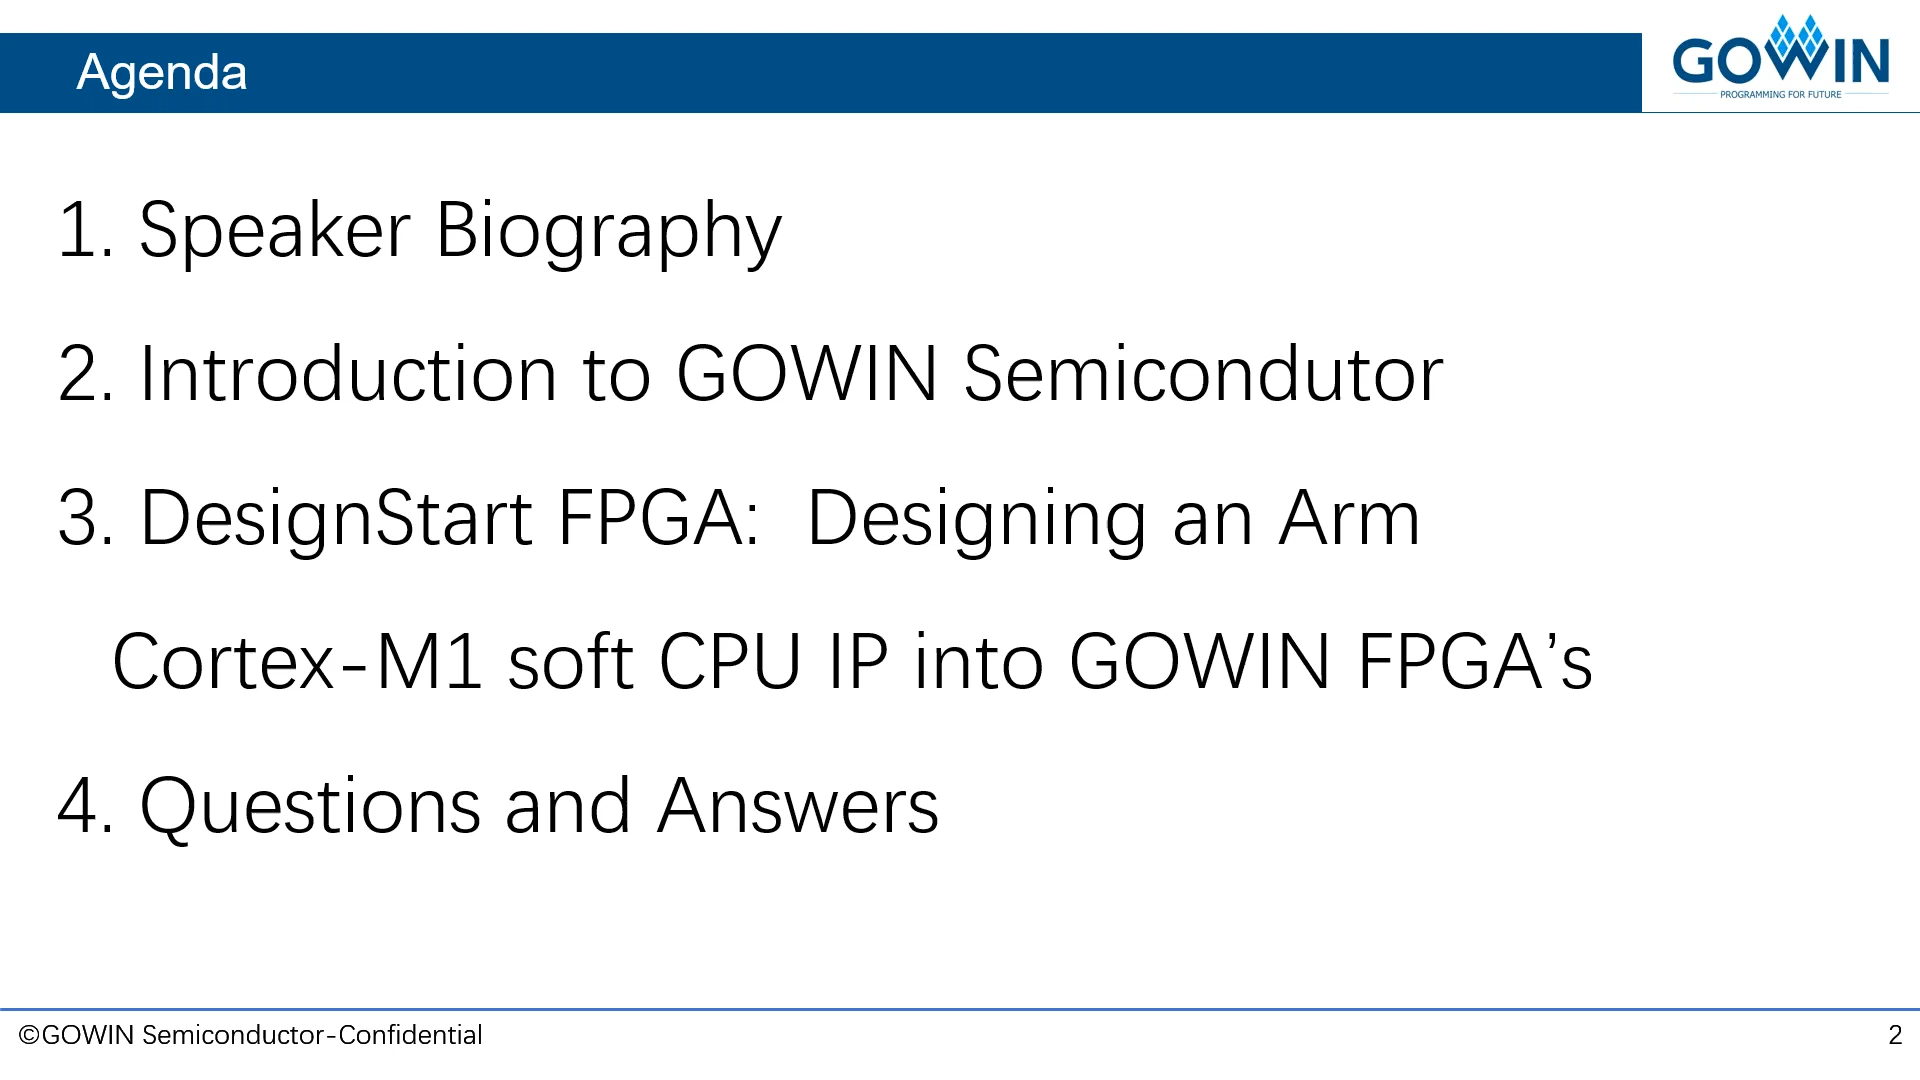 Agenda
GOWIN
PROGRAMMING FOR FUTURE
1. Speaker Biography
2. Introduction to GOWIN Semicondutor
3. DesignStart FPGA:  Designing an Arm
Cortex-M1 soft CPU IP into GOWIN FPGA’s
4. Questions and Answers
©GOWIN Semiconductor-Confidential
2